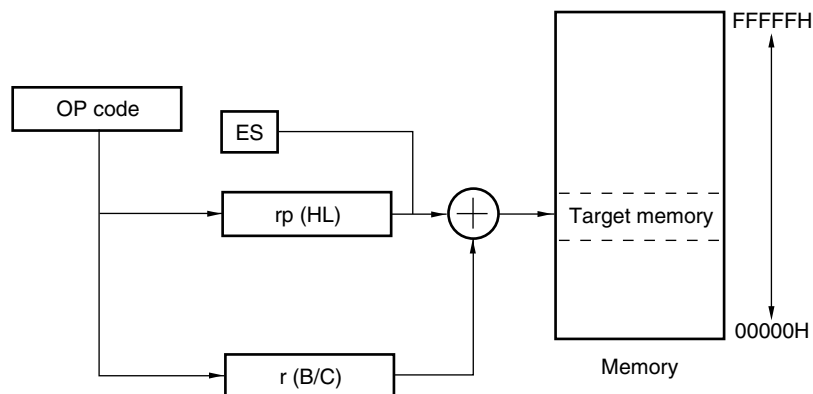 FFFFFH
OP code
ES
rp (HL)
Target memory
00000H
r (B/C)
Memory